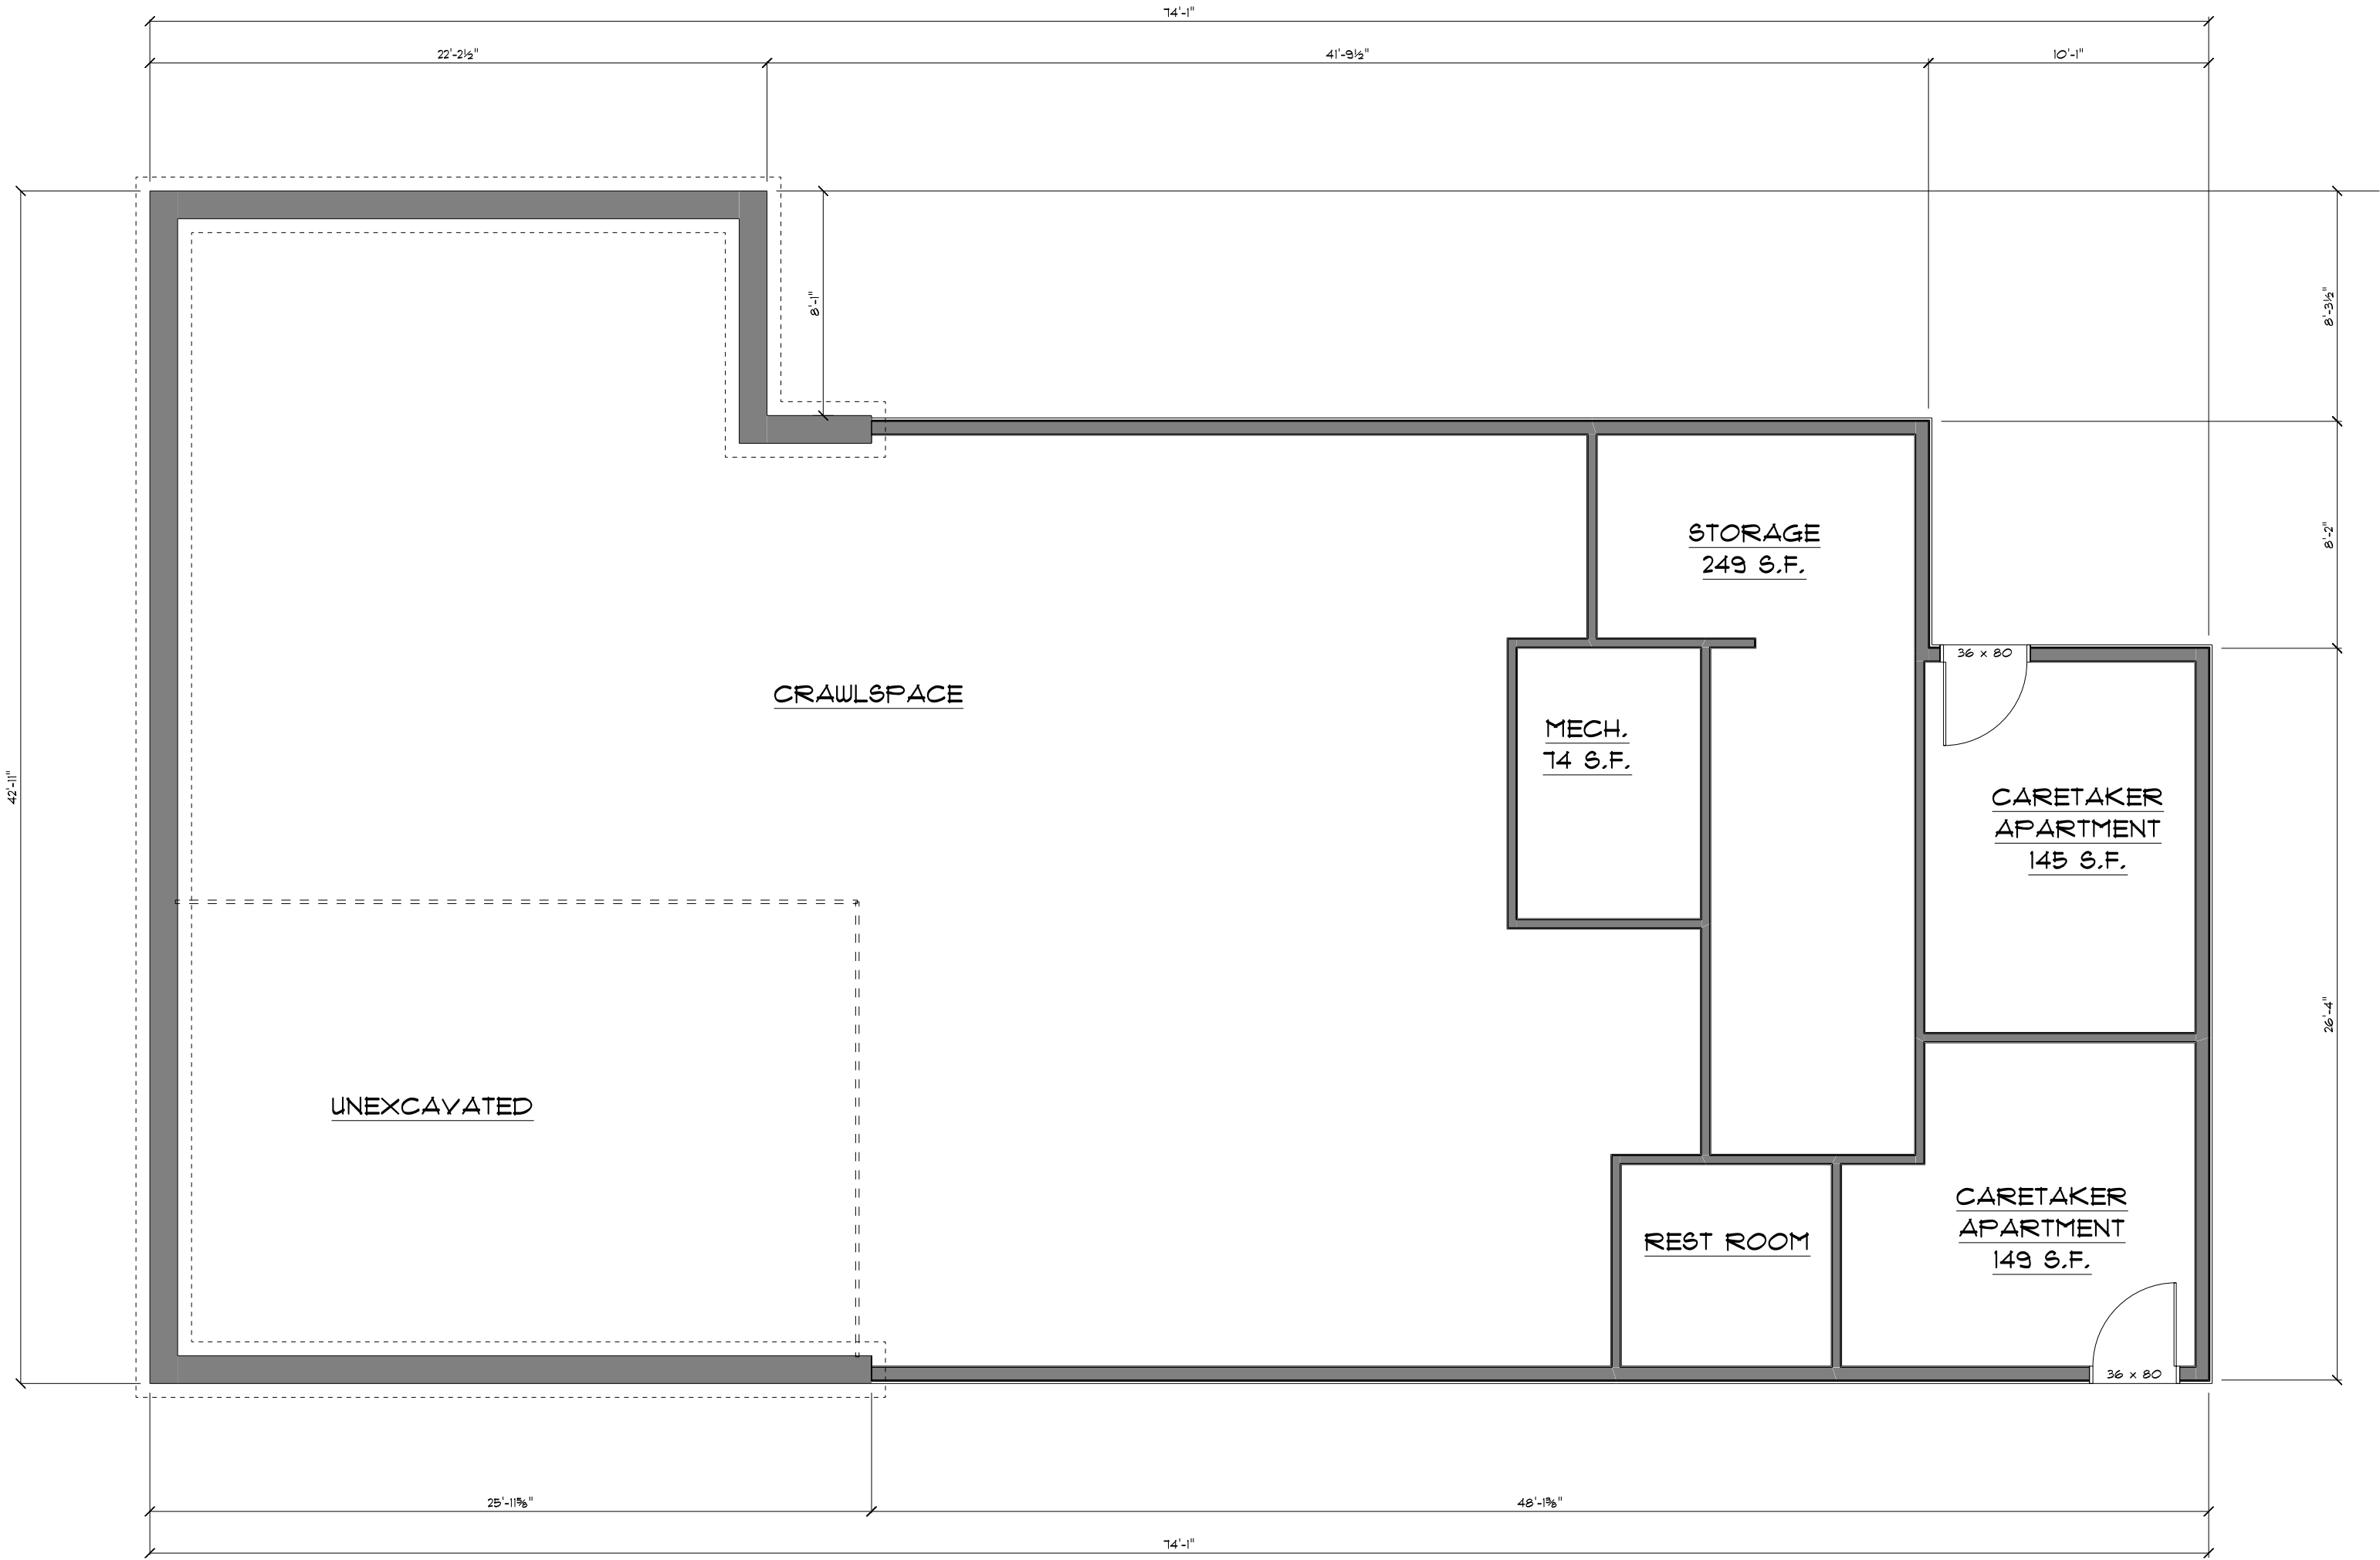 74'-1"
22'-2½"
41'-9½"
10'-1"
8'-1"
8'-3½"
STORAGE
249 S.F.
8'-2"
36 x 80
CRAWLSPACE
MECH.
74 S.F.
42'-11"
CARETAKER
APARTMENT
145 S.F.
26'-4"
UNEXCAVATED
CARETAKER
APARTMENT
149 S.F.
REST ROOM
36 x 80
25'-11⅜"
48'-1⅝"
74'-1"